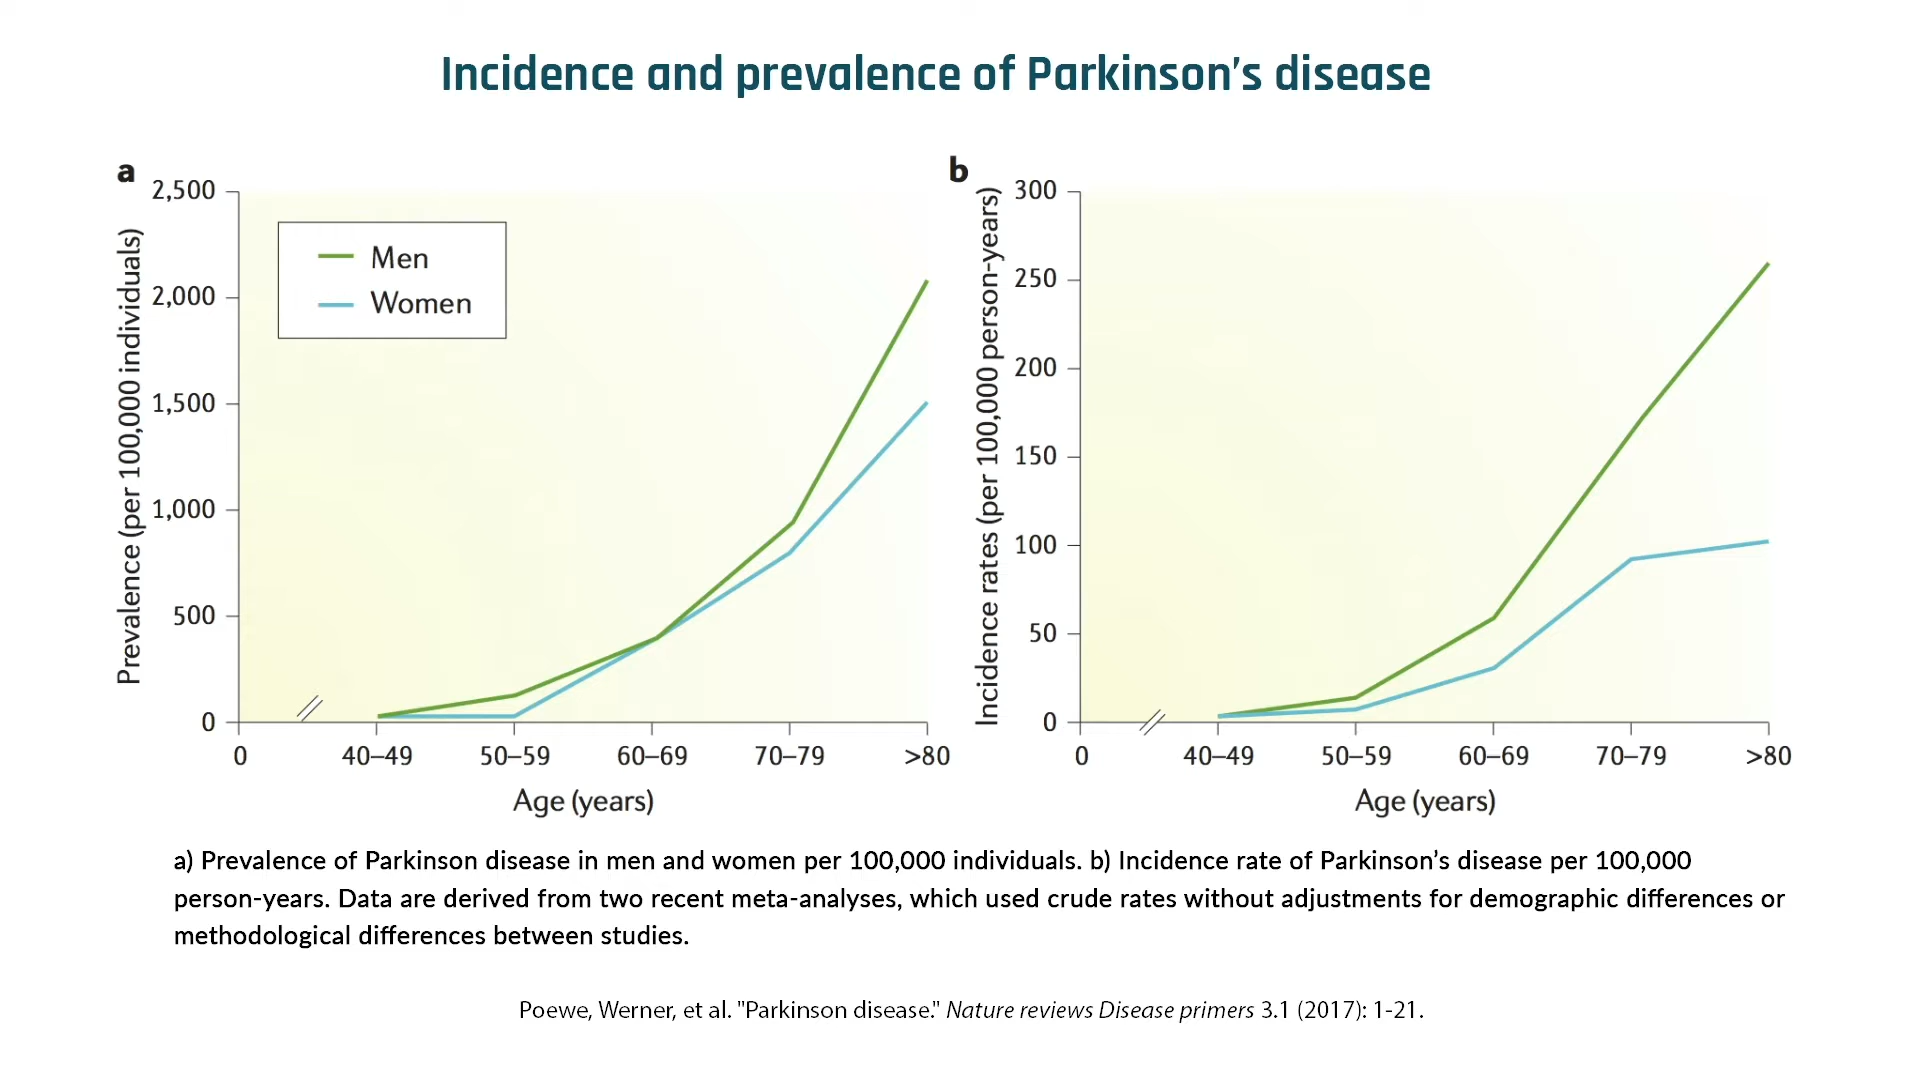 Incidence and prevalence of Parkinson's disease
a
Prevalence (per 100,000 individuals)
2,500
2,000
1,500
1,000
500
0
Men
Women
0 40–49 50–59 60–69 70–79 >80
Age (years)
b
Incidence rates (per 100,000 person-years)
300
250
200
150
100
50
0
0 40–49 50–59 60–69 70–79 >80
Age (years)
a) Prevalence of Parkinson disease in men and women per 100,000 individuals. b) Incidence rate of Parkinson's disease per 100,000
person-years. Data are derived from two recent meta-analyses, which used crude rates without adjustments for demographic differences or
methodological differences between studies.
Poewe, Werner, et al. "Parkinson disease." Nature reviews Disease primers 3.1 (2017): 1-21.